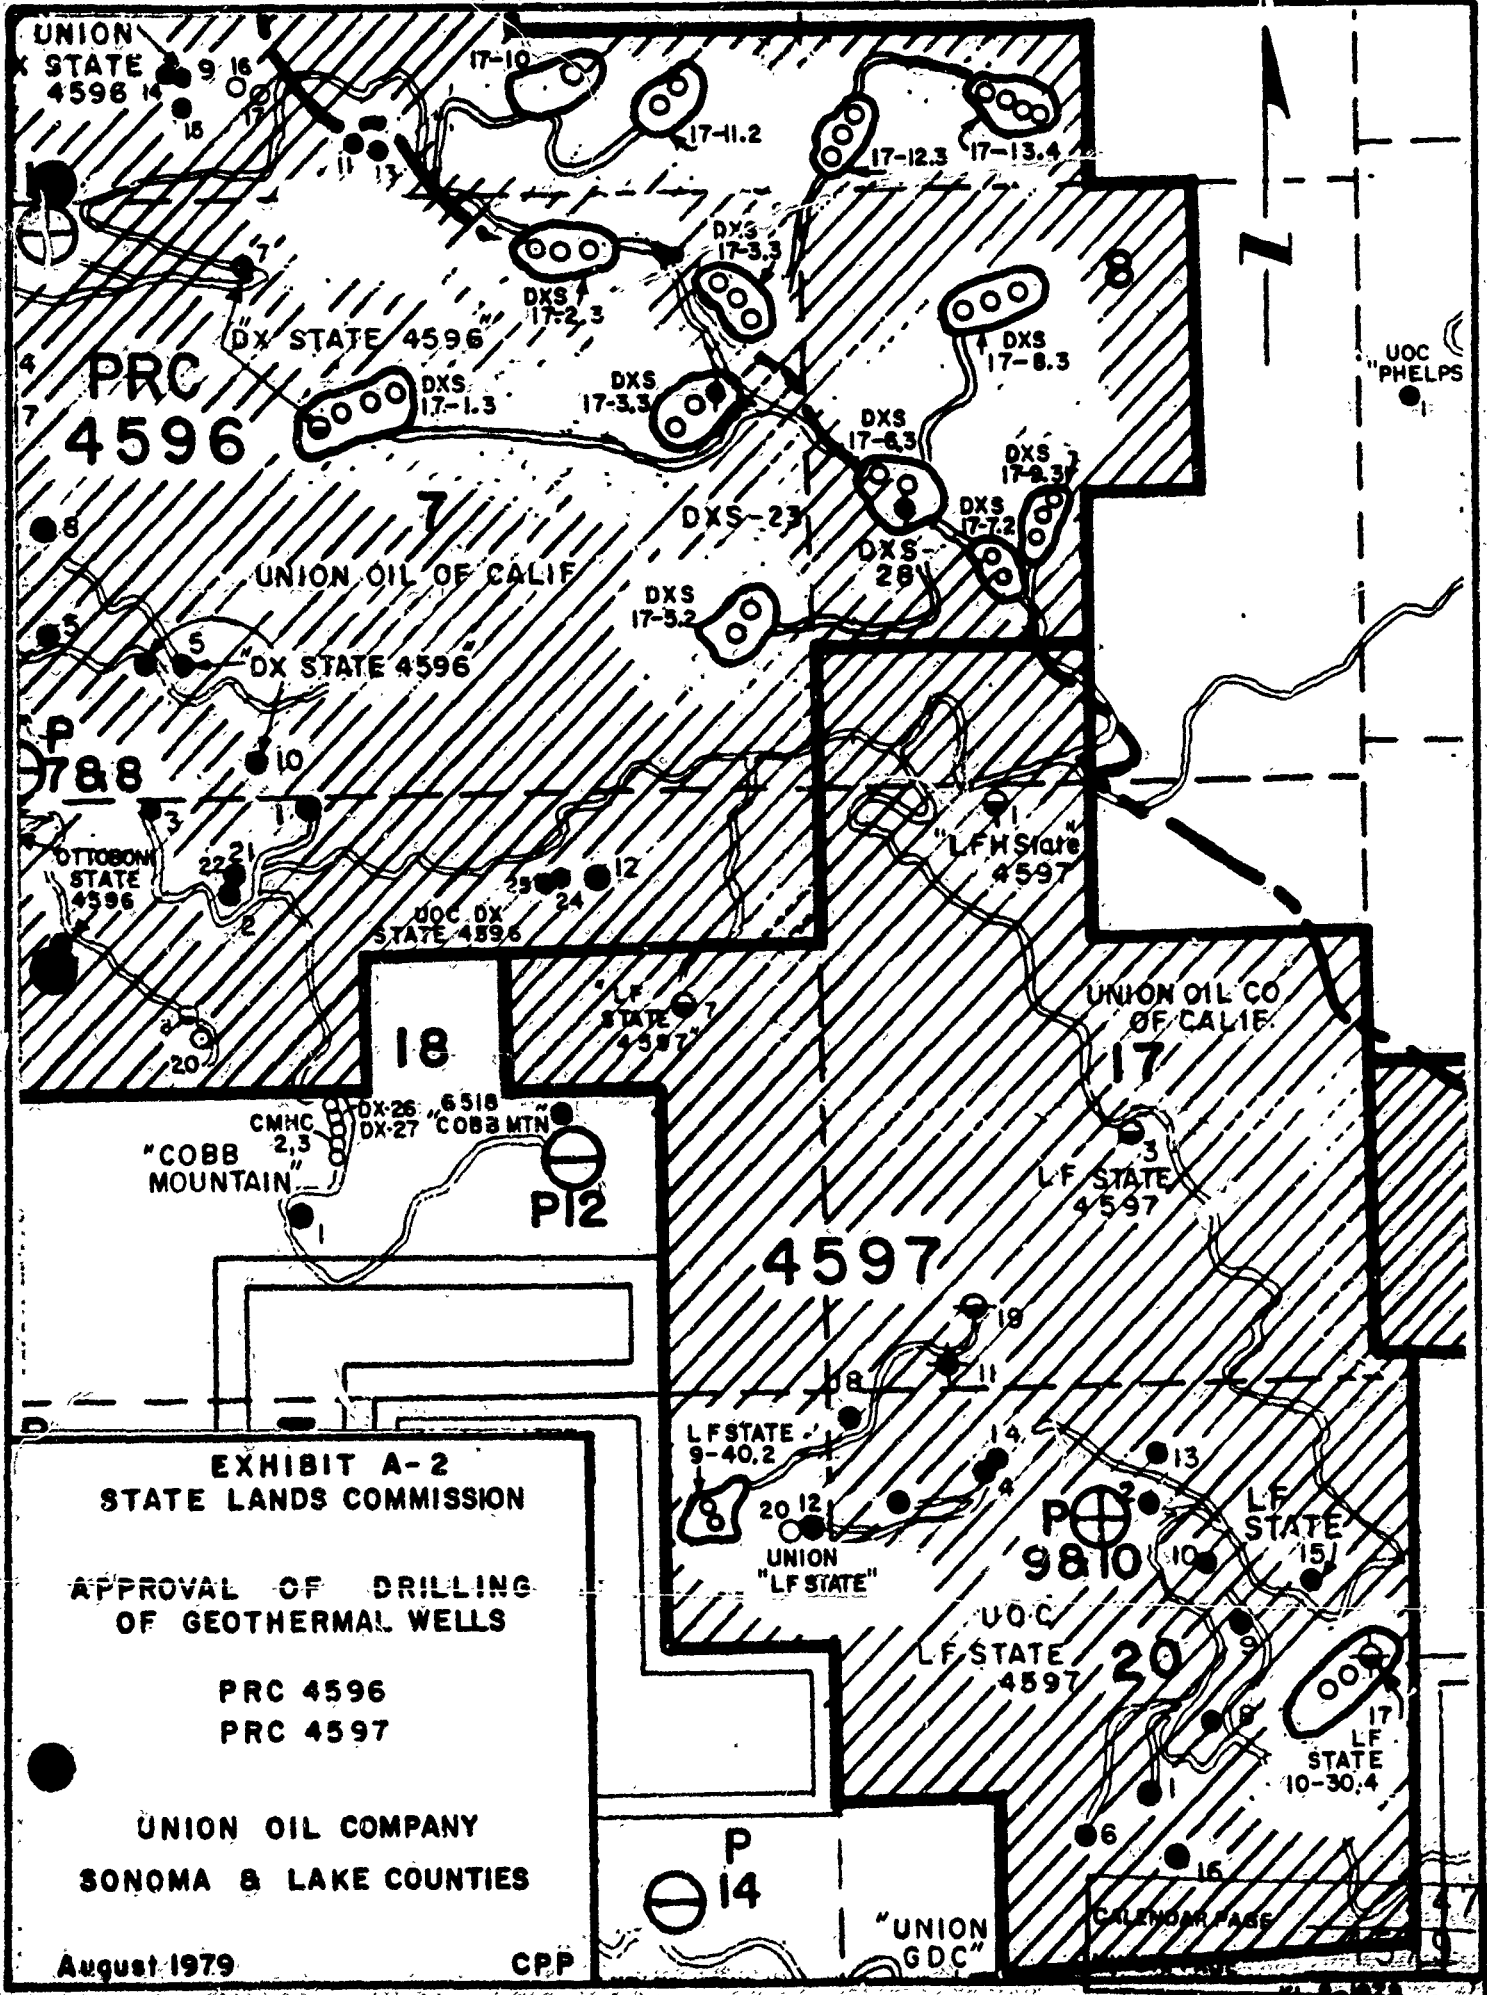 UNION
STATE
4596
14
9
16
17
15
11
13
17-10
17-11.2
17-12.3
17-13.4
7
"DX STATE 4596"
DXS
17-2.3
DXS
17-3.3
8
PRC
4596
DXS
17-1.3
DXS
17-3.3
DXS
17-8.3
DXS
17-6.3
DXS
17-9.3
DXS
17-7.2
UOC
"PHELPS
1
4
7
7
8
DXS-23
DXS-
28
UNION OIL OF CALIF
DXS
17-5.2
5
"DX STATE 4596"
10
P
7&8
3
1
OTTOBONI
STATE
4596
22
21
2
25
24
12
UOC DX
STATE 4596
"LFH State"
4597
1
"LF
STATE
4597"
7
UNION OIL CO
OF CALIF.
17
18
20
CMHC
2,3
DX-26
DX-27
6518
"COBB MTN"
"COBB
MOUNTAIN"
1
P12
3
LF STATE
4597
4597
19
11
18
LF STATE
9-40.2
14
4
13
20
12
UNION
"LF STATE"
P
9&10
2
10
LF
STATE
15
UOC
LF STATE
4597
20
9
8
17
LF
STATE
10-30.4
1
6
16
EXHIBIT A-2
STATE LANDS COMMISSION
APPROVAL OF DRILLING
OF GEOTHERMAL WELLS
PRC 4596
PRC 4597
UNION OIL COMPANY
SONOMA & LAKE COUNTIES
August 1979
CPP
P
14
"UNION
GDC"
CALENDAR PAGE